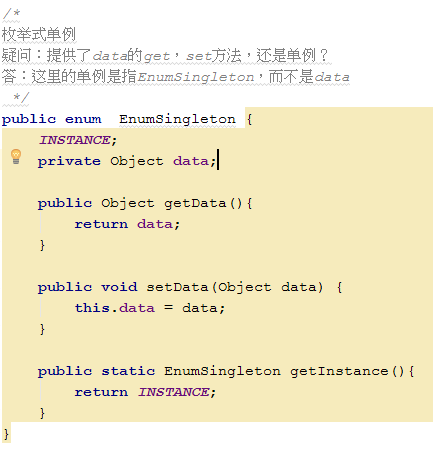 /*
枚举式单例
疑问：提供了data的get，set方法，还是单例？
答：这里的单例是指EnumSingleton，而不是data
 */
public enum  EnumSingleton {
    INSTANCE;
    private Object data;
    public Object getData(){
        return data;
    }
    public void setData(Object data) {
        this.data = data;
    }
    public static EnumSingleton getInstance(){
        return INSTANCE;
    }
}